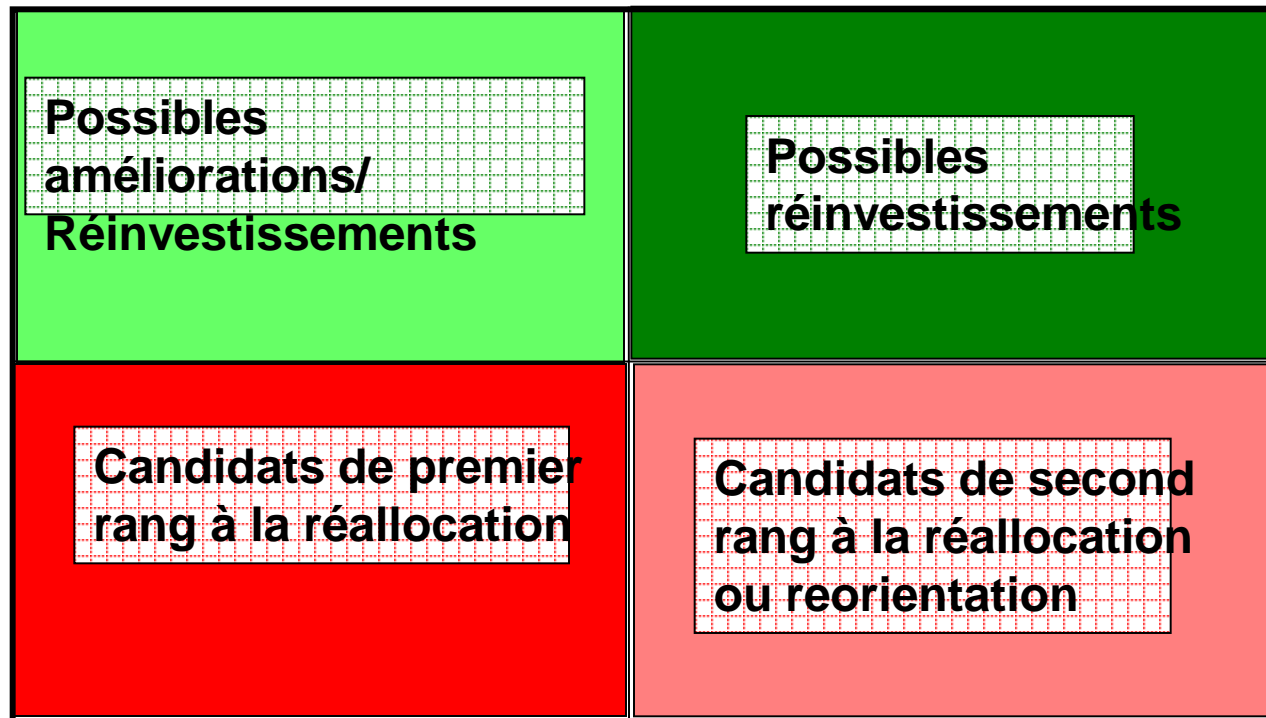 Possibles
améliorations/
Réinvestissements
Possibles
réinvestissements
Candidats de premier
rang à la réallocation
Candidats de second
rang à la réallocation
ou reorientation